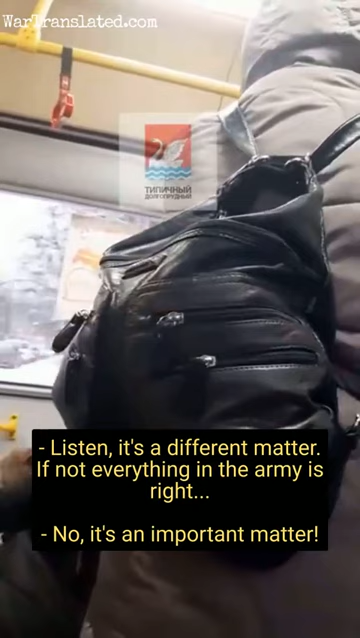 WarTranslated.com
ТИПИЧНЫЙ
ДОЛГОПРУДНЫЙ
- Listen, it's a different matter.
If not everything in the army is
right...
- No, it's an important matter!